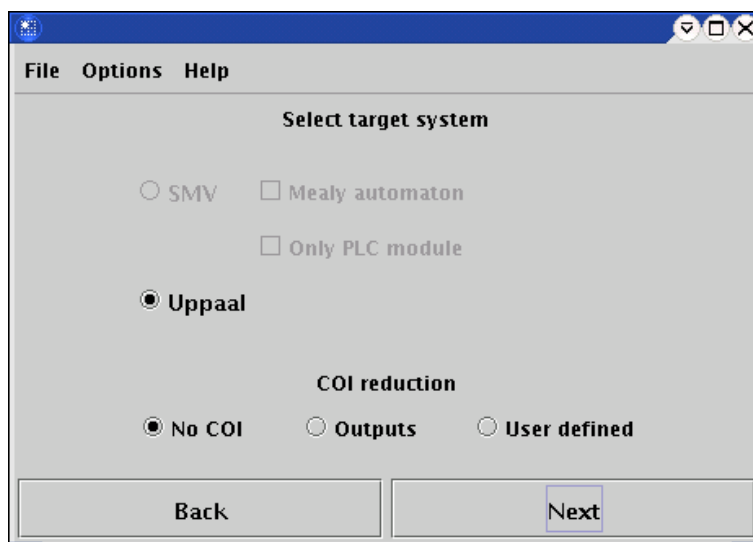 File Options Help
Select target system
SMV Mealy automaton
Only PLC module
Uppaal
COI reduction
No COI Outputs User defined
Back Next